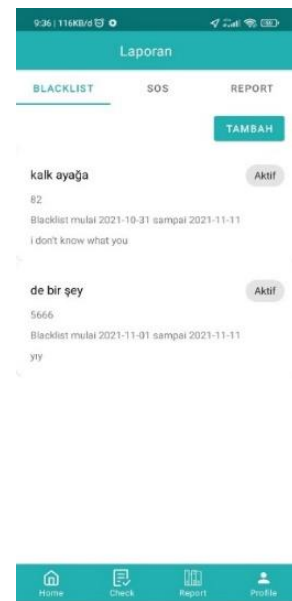 9:36 | 116KB/d
Laporan
BLACKLIST SOS REPORT
TAMBAH
kalk ayağa Aktif
82
Blacklist mulai 2021-10-31 sampai 2021-11-11
i don't know what you
de bir şey Aktif
5666
Blacklist mulai 2021-11-01 sampai 2021-11-11
yıy
Home Check Report Profile